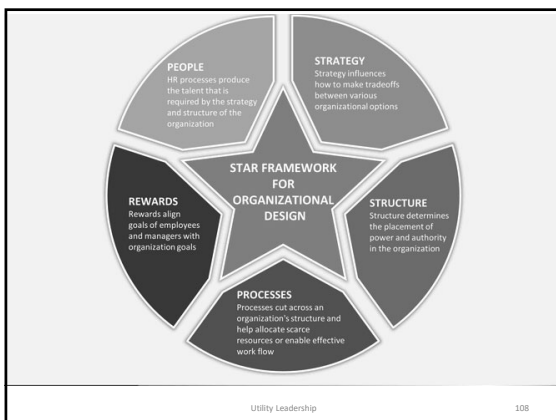 PEOPLE
HR processes produce
the talent that is
required by the strategy
and structure of the
organization
STRATEGY
Strategy influences
how to make tradeoffs
between various
organizational options
STAR FRAMEWORK
FOR
ORGANIZATIONAL
DESIGN
REWARDS
Rewards align
goals of employees
and managers with
organization goals
STRUCTURE
Structure determines
the placement of
power and authority
in the organization
PROCESSES
Processes cut across an
organization's structure and
help allocate scarce
resources or enable effective
work flow
Utility Leadership
108